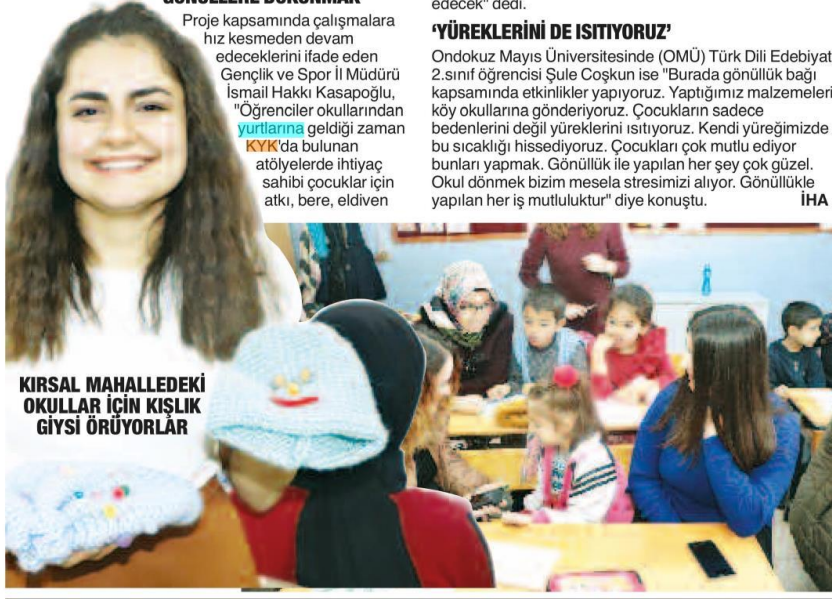 Proje kapsamında çalışmalara
hız kesmeden devam
edeceklerini ifade eden
Gençlik ve Spor İl Müdürü
İsmail Hakkı Kasapoğlu,
"Öğrenciler okullarından
yurtlarına geldiği zaman
KYK'da bulunan
atölyelerde ihtiyaç
sahibi çocuklar için
atkı, bere, eldiven
edecek" dedi.
‘YÜREKLERİNİ DE ISITIYORUZ’
Ondokuz Mayıs Üniversitesinde (OMÜ) Türk Dili Edebiyat
2.sınıf öğrencisi Şule Coşkun ise "Burada gönüllük bağı
kapsamında etkinlikler yapıyoruz. Yaptığımız malzemeleri
köy okullarına gönderiyoruz. Çocukların sadece
bedenlerini değil yüreklerini ısıtıyoruz. Kendi yüreğimizde
bu sıcaklığı hissediyoruz. Çocukları çok mutlu ediyor
bunları yapmak. Gönüllük ile yapılan her şey çok güzel.
Okul dönmek bizim mesela stresimizi alıyor. Gönüllükle
yapılan her iş mutluluktur" diye konuştu. İHA
KIRSAL MAHALLEDEKİ
OKULLAR İÇİN KIŞLIK
GİYSİ ÖRÜYORLAR